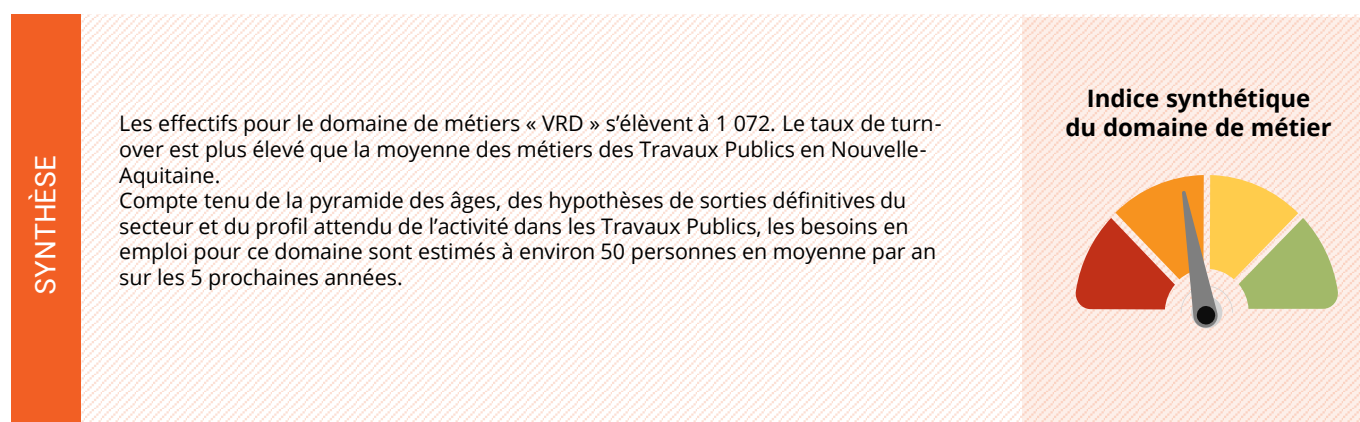 SYNTHÈSE
Les effectifs pour le domaine de métiers « VRD » s’élèvent à 1 072. Le taux de turn-
over est plus élevé que la moyenne des métiers des Travaux Publics en Nouvelle-
Aquitaine.
Compte tenu de la pyramide des âges, des hypothèses de sorties définitives du
secteur et du profil attendu de l’activité dans les Travaux Publics, les besoins en
emploi pour ce domaine sont estimés à environ 50 personnes en moyenne par an
sur les 5 prochaines années.
Indice synthétique
du domaine de métier